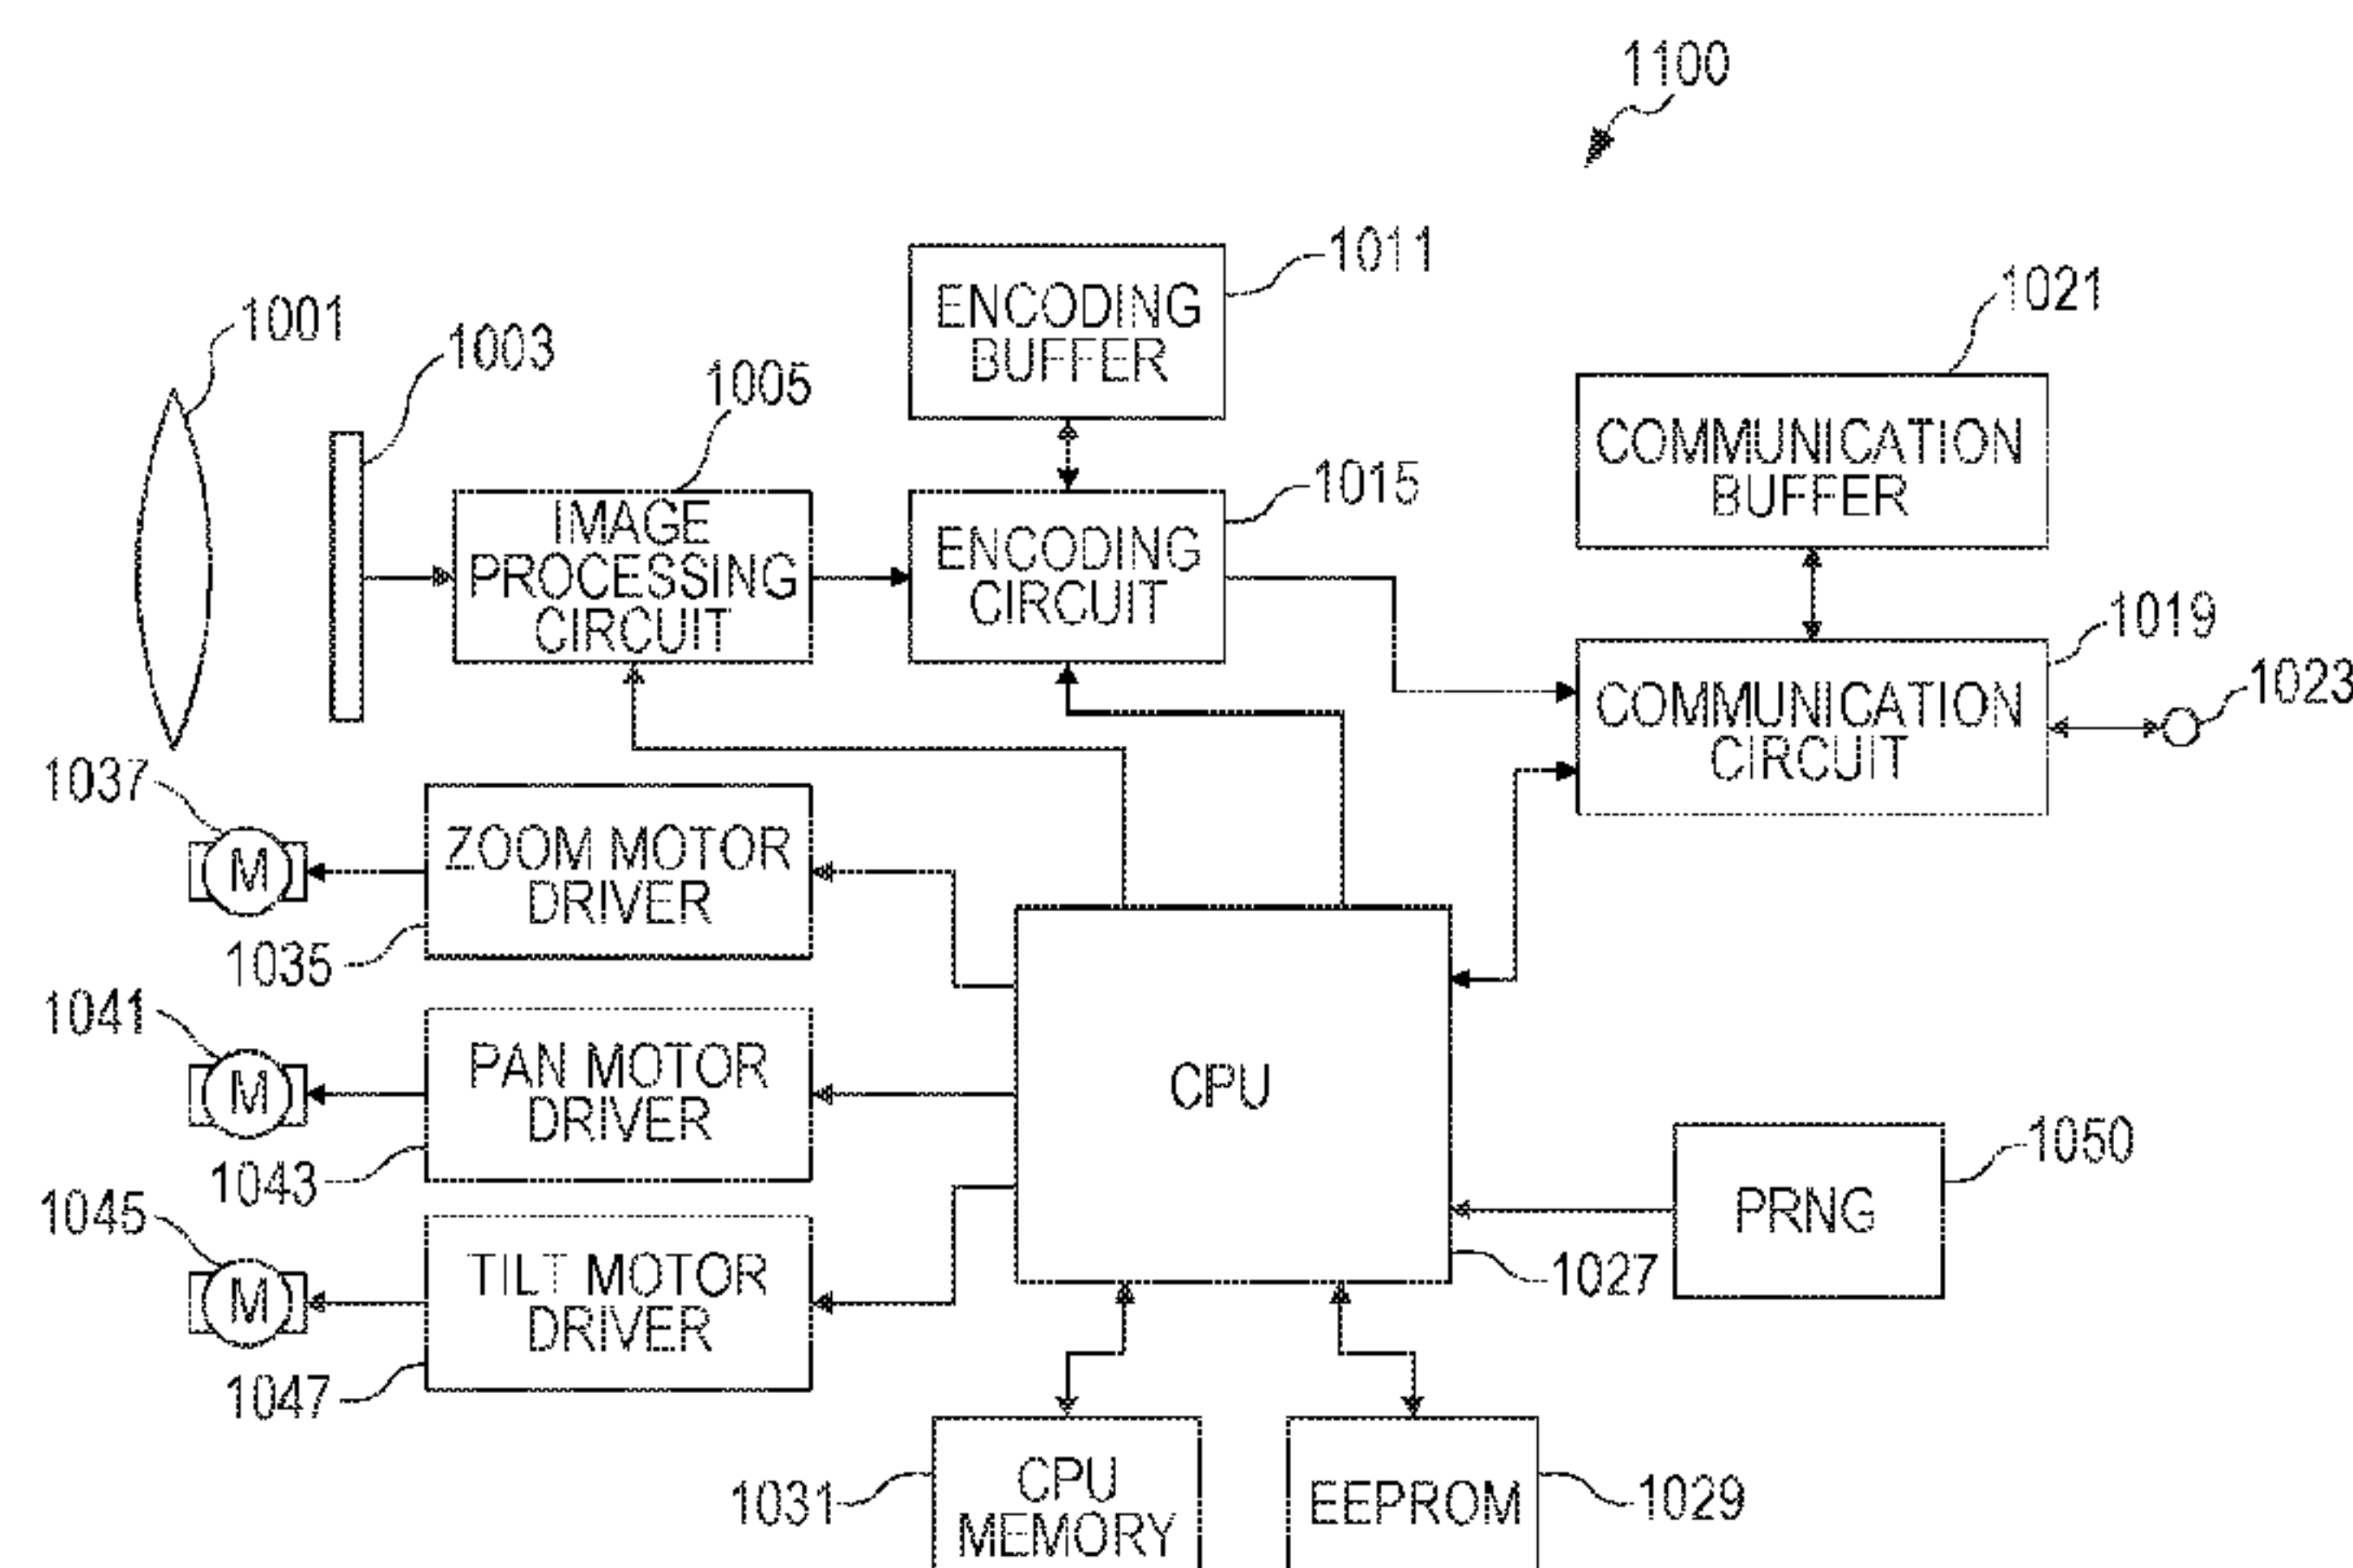 1100
1011
ENCODING
BUFFER
1021
1001
1003
1005
COMMUNICATION
BUFFER
1015
IMAGE
PROCESSING
CIRCUIT
ENCODING
CIRCUIT
1019
1023
COMMUNICATION
CIRCUIT
1037
M
ZOOM MOTOR
DRIVER
1035
1041
M
PAN MOTOR
DRIVER
1043
CPU
1050
PRNG
1045
M
TILT MOTOR
DRIVER
1027
1047
1031
CPU
MEMORY
EEPROM
1029